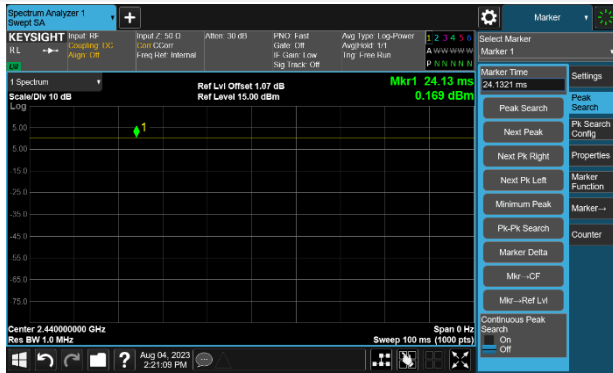 Spectrum Analyzer 1
Swept SA
Marker
KEYSIGHT
RL
Input: RF
Coupling: DC
Align: Off
Input Z: 50 Ω
Corr CCorr
Freq Ref: Internal
Atten: 30 dB
PNO: Fast
Gate: Off
IF Gain: Low
Sig Track: Off
Avg Type: Log-Power
Avg|Hold: 1/1
Trig: Free Run
1 2 3 4 5 6
A W W W W W
P N N N N N
Select Marker
Marker 1
1 Spectrum
Scale/Div 10 dB
Log
Ref Lvl Offset 1.07 dB
Ref Level 15.00 dBm
Mkr1 24.13 ms
0.169 dBm
5.00
-5.00
-15.0
-25.0
-35.0
-45.0
-55.0
-65.0
-75.0
1
Center 2.440000000 GHz
Res BW 1.0 MHz
Span 0 Hz
Sweep 100 ms (1000 pts)
Marker Time
24.1321 ms
Peak Search
Next Peak
Next Pk Right
Next Pk Left
Minimum Peak
Pk-Pk Search
Marker Delta
Mkr→CF
Mkr→Ref Lvl
Continuous Peak
Search
On
Off
Settings
Peak
Search
Pk Search
Config
Properties
Marker
Function
Marker→
Counter
?
Aug 04, 2023
2:21:09 PM